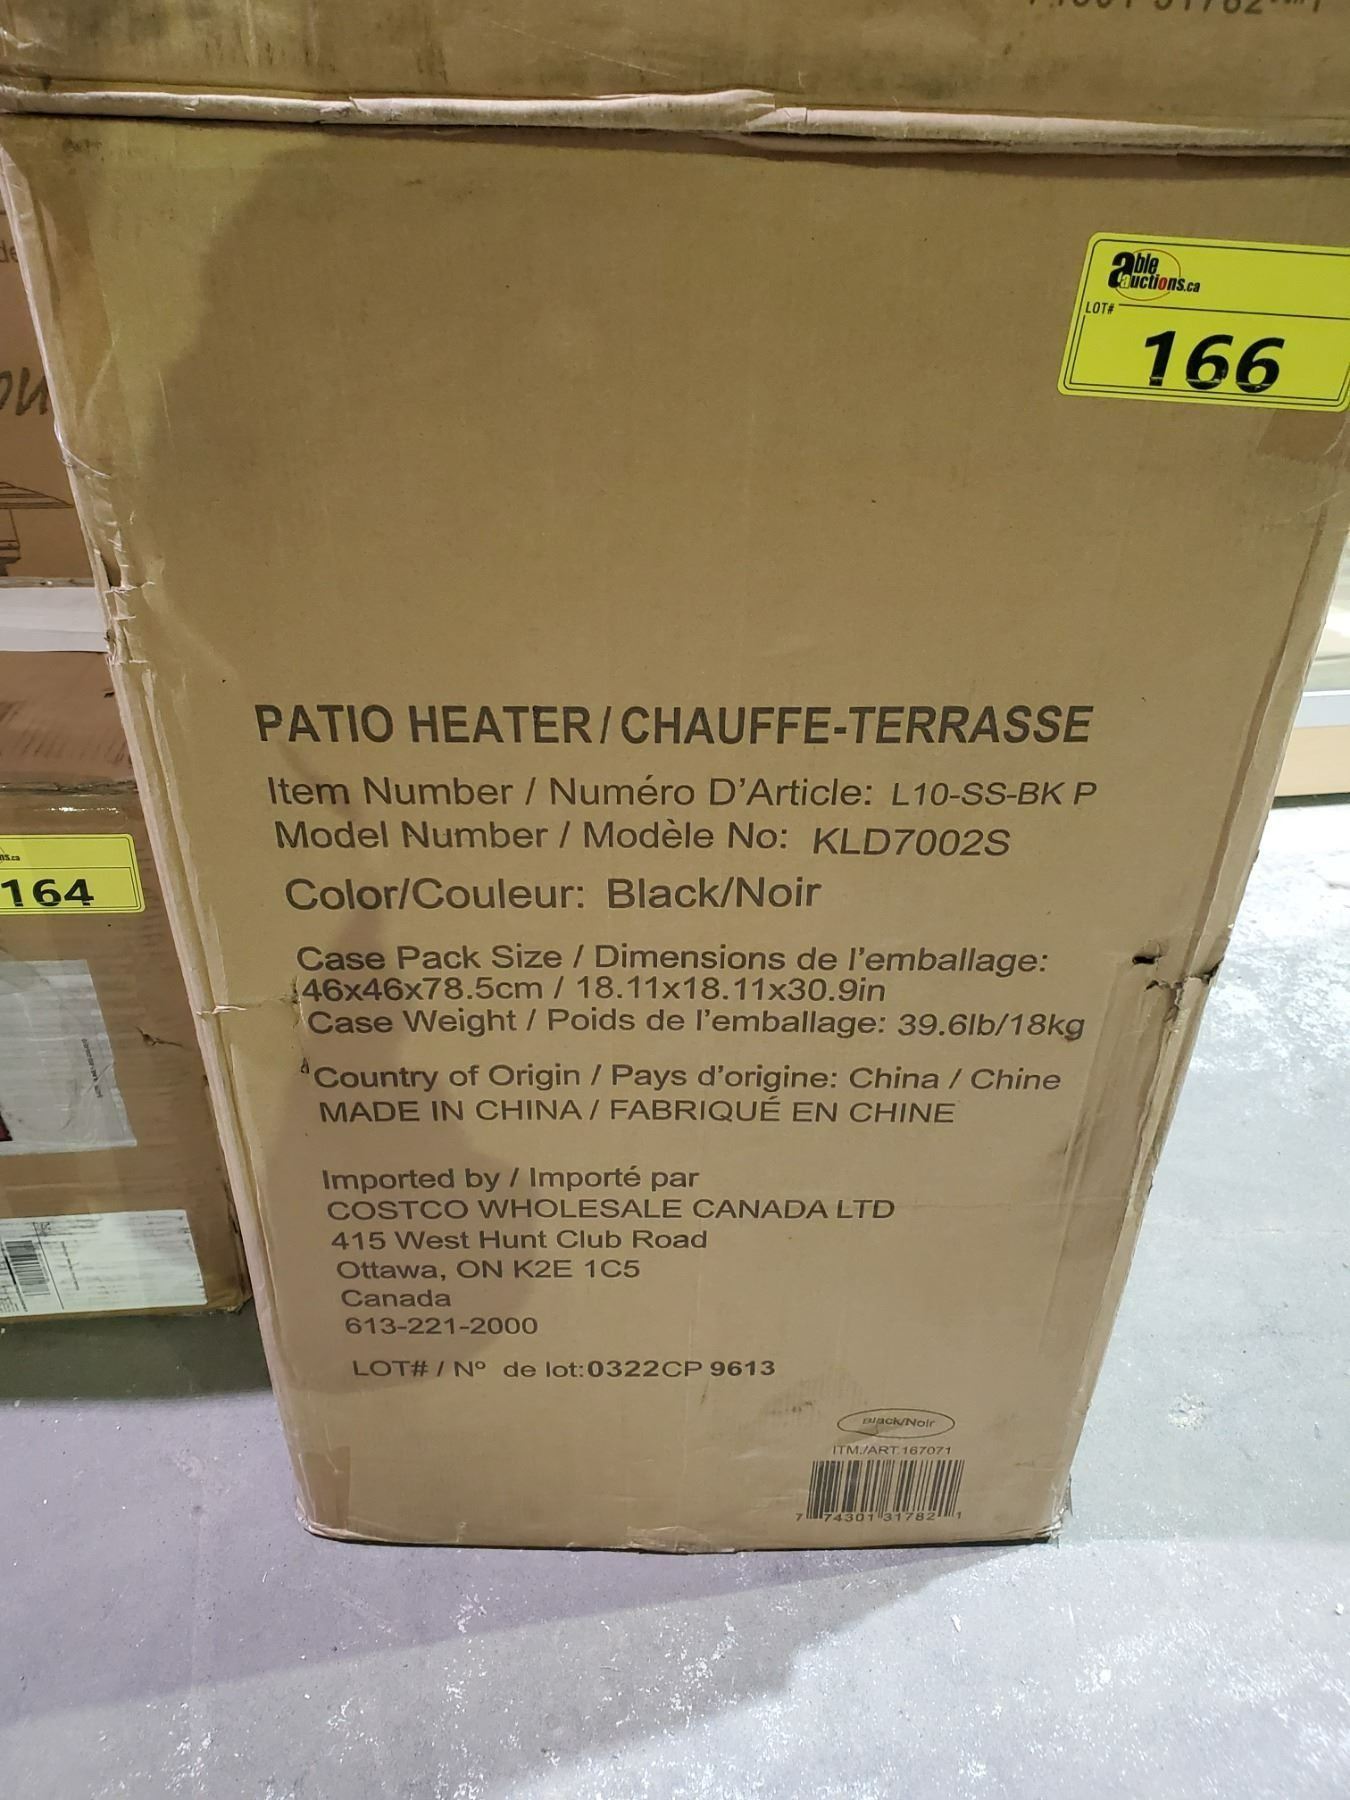 able
auctions.ca
LOT#
166
PATIO HEATER / CHAUFFE-TERRASSE
Item Number / Numéro D'Article: L10-SS-BK P
Model Number / Modèle No: KLD7002S
Color/Couleur: Black/Noir
Case Pack Size / Dimensions de l'emballage:
46x46x78.5cm / 18.11x18.11x30.9in
Case Weight / Poids de l'emballage: 39.6lb/18kg
Country of Origin / Pays d'origine: China / Chine
MADE IN CHINA / FABRIQUÉ EN CHINE
Imported by / Importé par
COSTCO WHOLESALE CANADA LTD
415 West Hunt Club Road
Ottawa, ON K2E 1C5
Canada
613-221-2000
LOT# / Nº de lot:0322CP 9613
Black/Noir
ITM./ART.167071
7 74301 31782 1
164